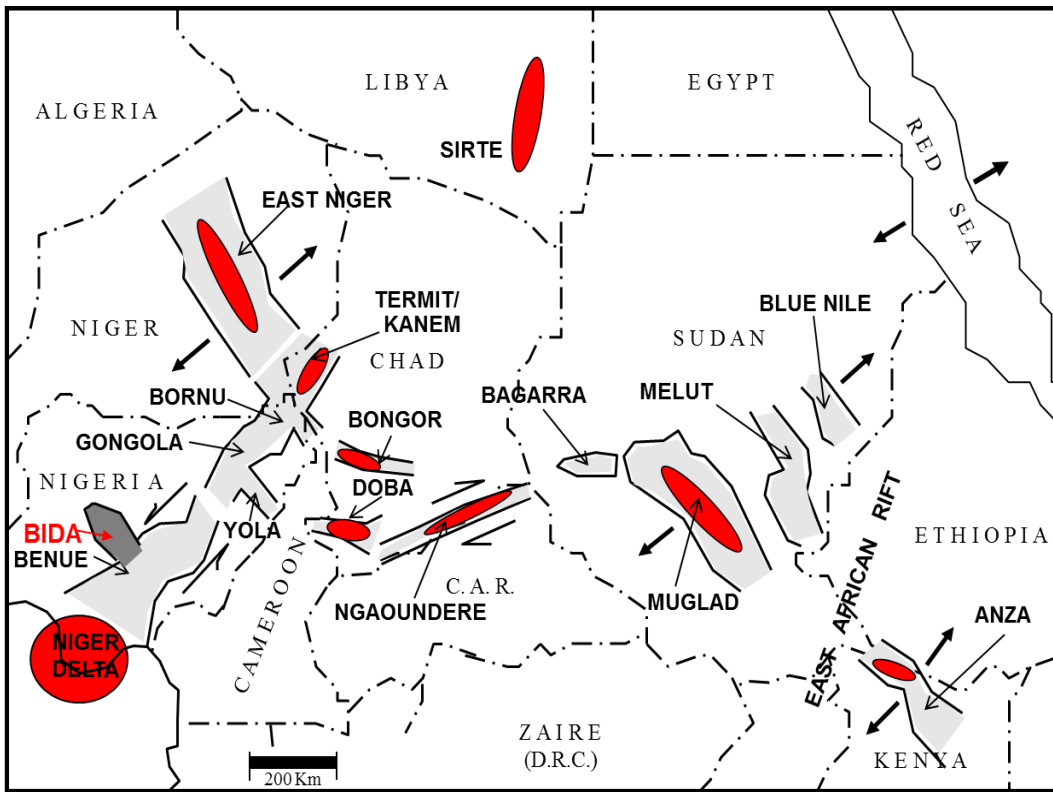 LIBYA
EGYPT
ALGERIA
SIRTE
RED
SEA
EAST NIGER
TERMIT/
KANEM
NIGER
CHAD
BLUE NILE
SUDAN
BORNU
BAGARRA
MELUT
BONGOR
GONGOLA
NIGERIA
DOBA
YOLA
BIDA
BENUE
ETHIOPIA
EAST AFRICAN RIFT
CAMEROON
C.A.R.
NGAOUNDERE
MUGLAD
ANZA
NIGER
DELTA
ZAIRE
(D.R.C.)
KENYA
200 Km